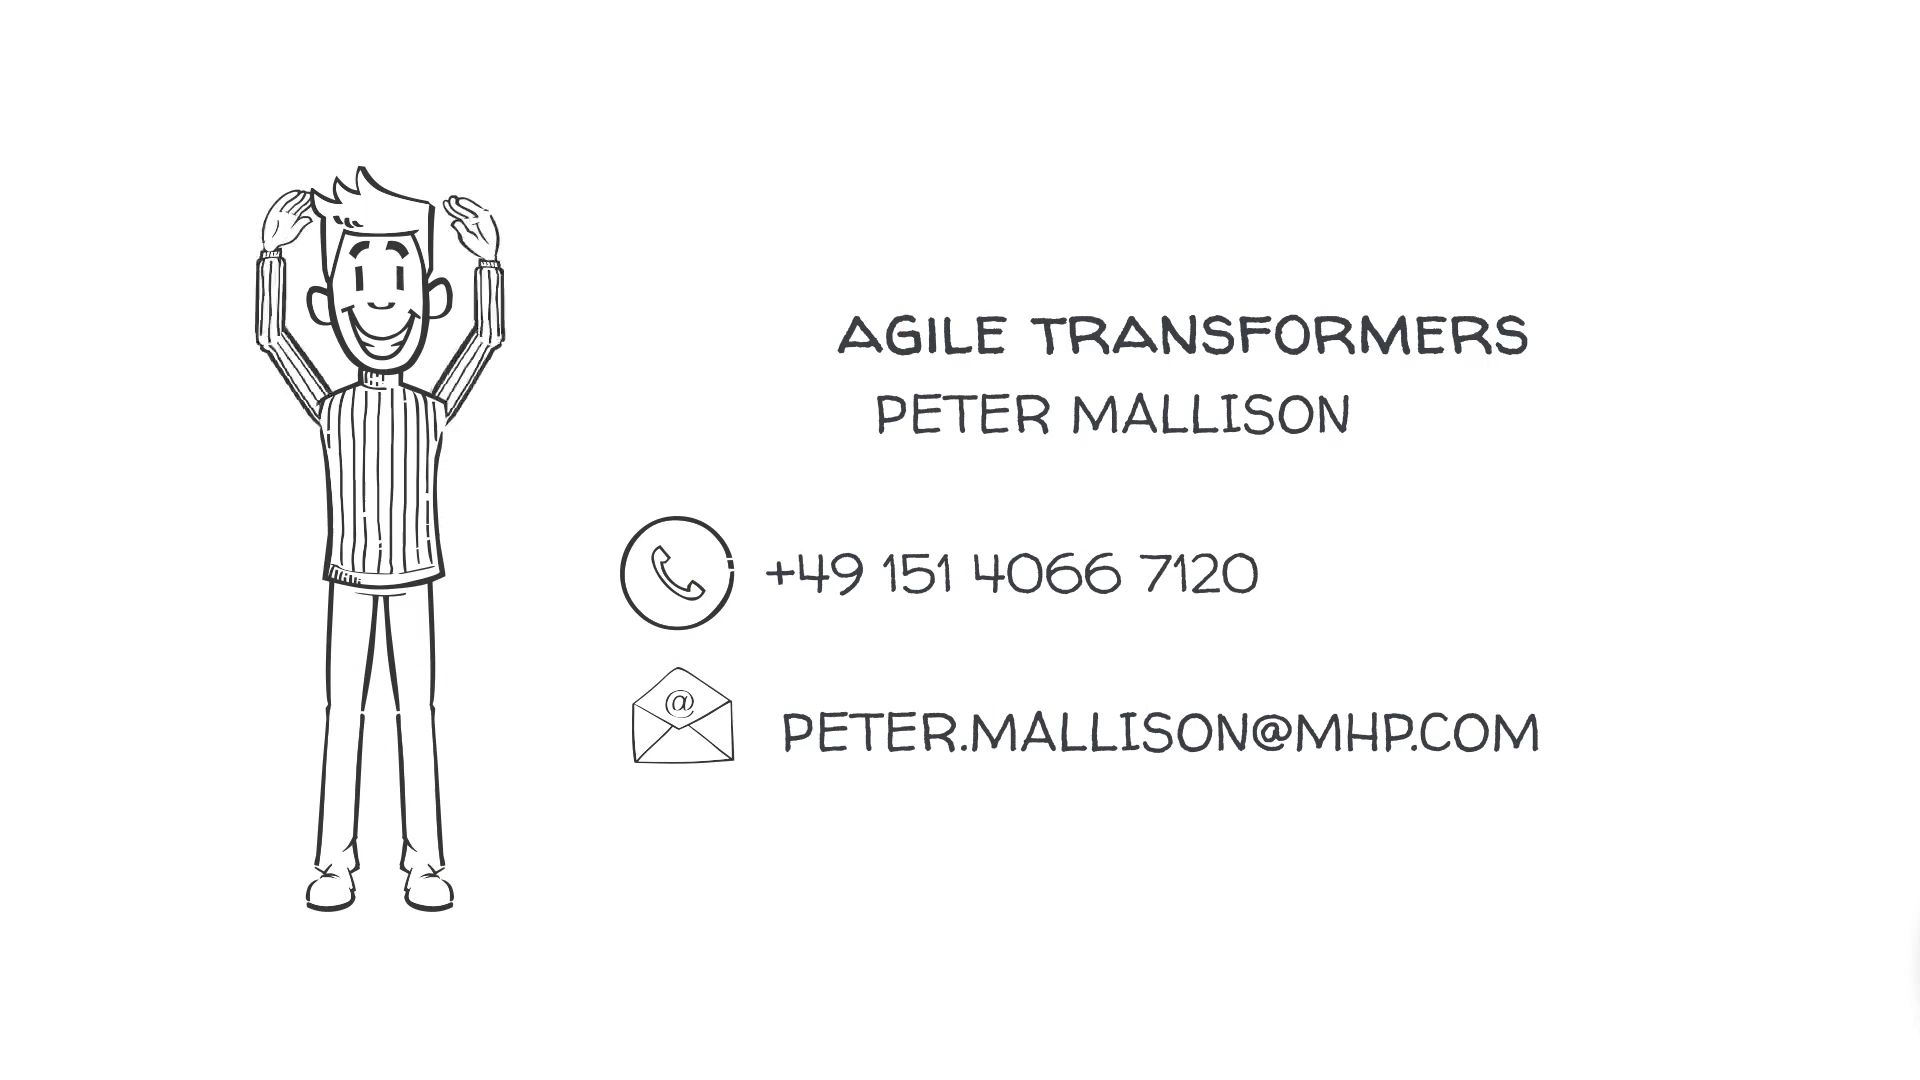 AGILE TRANSFORMERS
PETER MALLISON
+49 151 4066 7120
@
PETER.MALLISON@MHP.COM